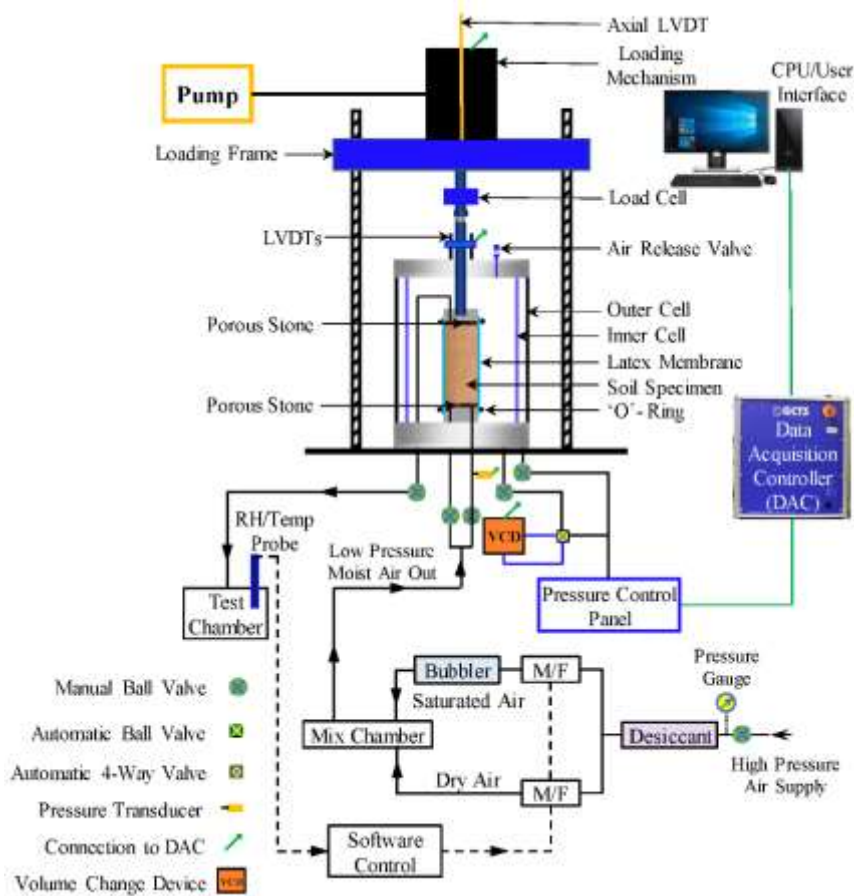 Axial LVDT
Loading
Mechanism
CPU/User
Interface
Pump
Loading Frame
Load Cell
LVDTs
Air Release Valve
Outer Cell
Porous Stone
Inner Cell
Latex Membrane
Soil Specimen
Porous Stone
'O'- Ring
GCTS
Data
Acquisition
Controller
(DAC)
RH/Temp
Probe
VCD
Low Pressure
Moist Air Out
Test
Chamber
Pressure Control
Panel
Pressure
Gauge
Manual Ball Valve
Bubbler
M/F
Saturated Air
Automatic Ball Valve
Mix Chamber
Desiccant
Automatic 4-Way Valve
Dry Air
M/F
High Pressure
Air Supply
Pressure Transducer
Connection to DAC
Software
Control
Volume Change Device
VCD